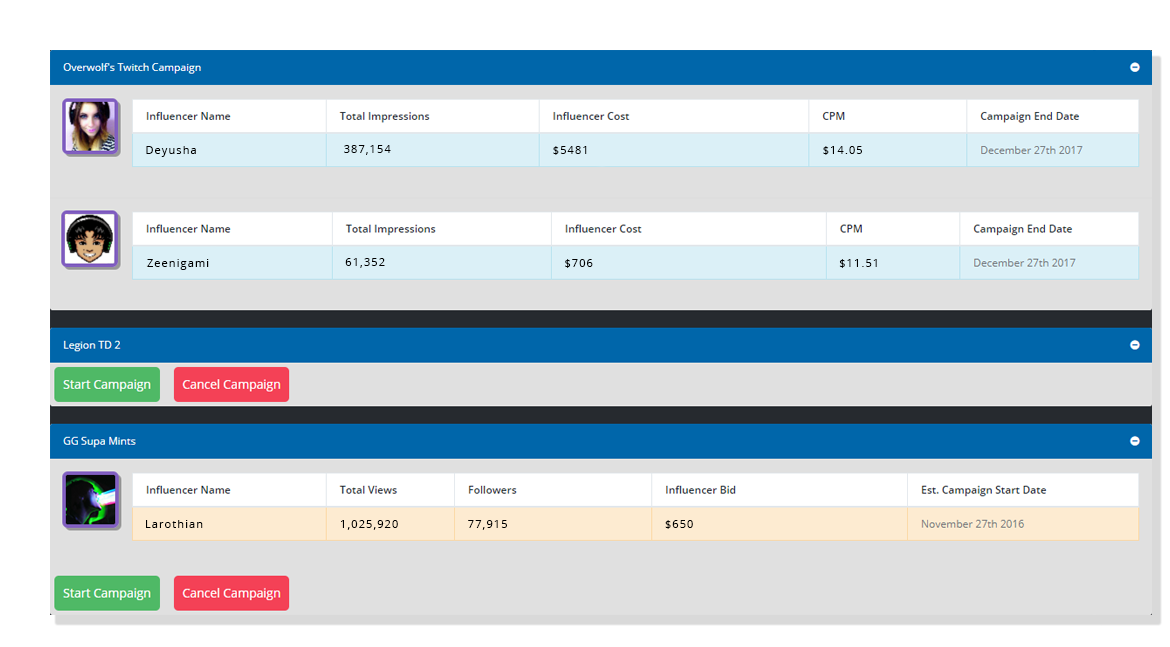 Overwolf's Twitch Campaign
Influencer Name Total Impressions Influencer Cost CPM Campaign End Date
Deyusha 387,154 $5481 $14.05 December 27th 2017
Influencer Name Total Impressions Influencer Cost CPM Campaign End Date
Zeenigami 61,352 $706 $11.51 December 27th 2017
Legion TD 2
Start Campaign Cancel Campaign
GG Supa Mints
Influencer Name Total Views Followers Influencer Bid Est. Campaign Start Date
Larothian 1,025,920 77,915 $650 November 27th 2016
Start Campaign Cancel Campaign